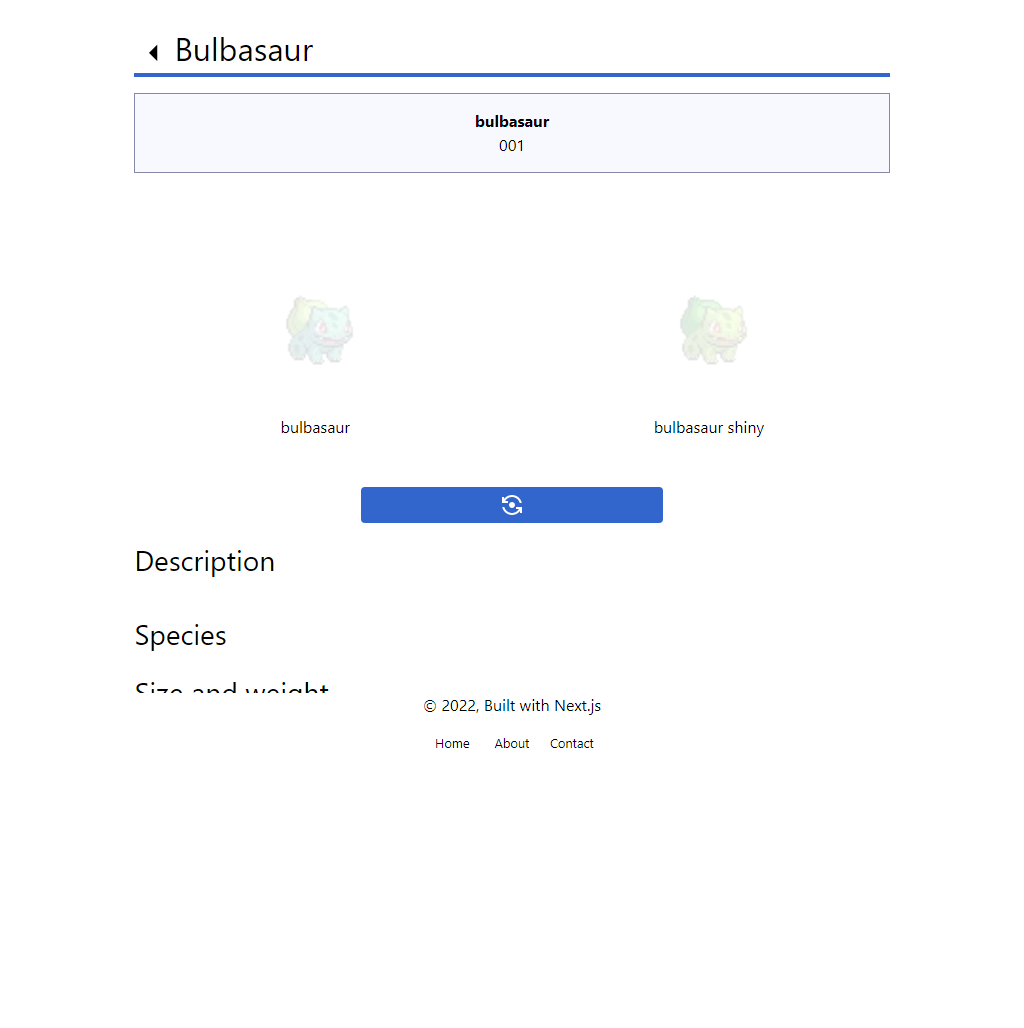 Bulbasaur
bulbasaur
001
bulbasaur
bulbasaur shiny
Description
Species
Size and weight
© 2022, Built with Next.js
Home About Contact